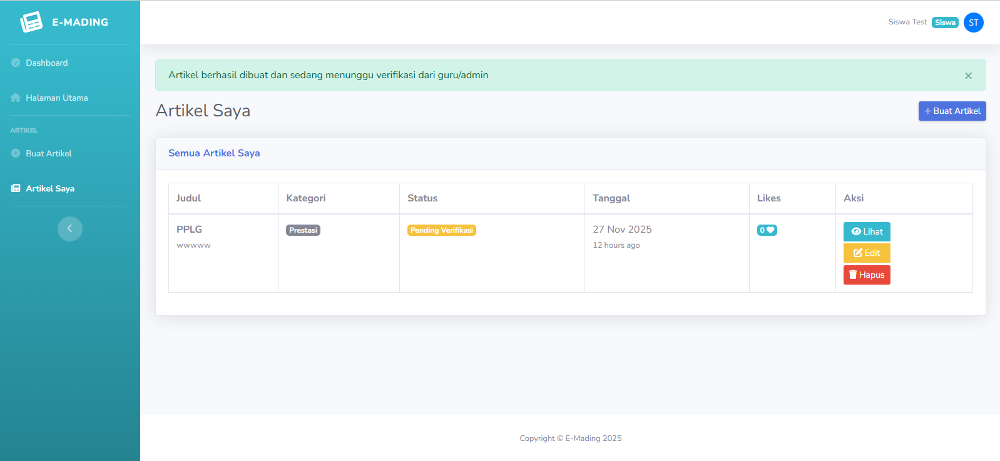 E-MADING
Siswa Test Siswa ST
Dashboard
Halaman Utama
ARTIKEL
Buat Artikel
Artikel Saya
Artikel berhasil dibuat dan sedang menunggu verifikasi dari guru/admin ×
Artikel Saya
+ Buat Artikel
Semua Artikel Saya
Judul Kategori Status Tanggal Likes Aksi
PPLG Prestasi Pending Verifikasi 27 Nov 2025 0 Lihat
wwwww 12 hours ago
Edit
Hapus
Copyright © E-Mading 2025